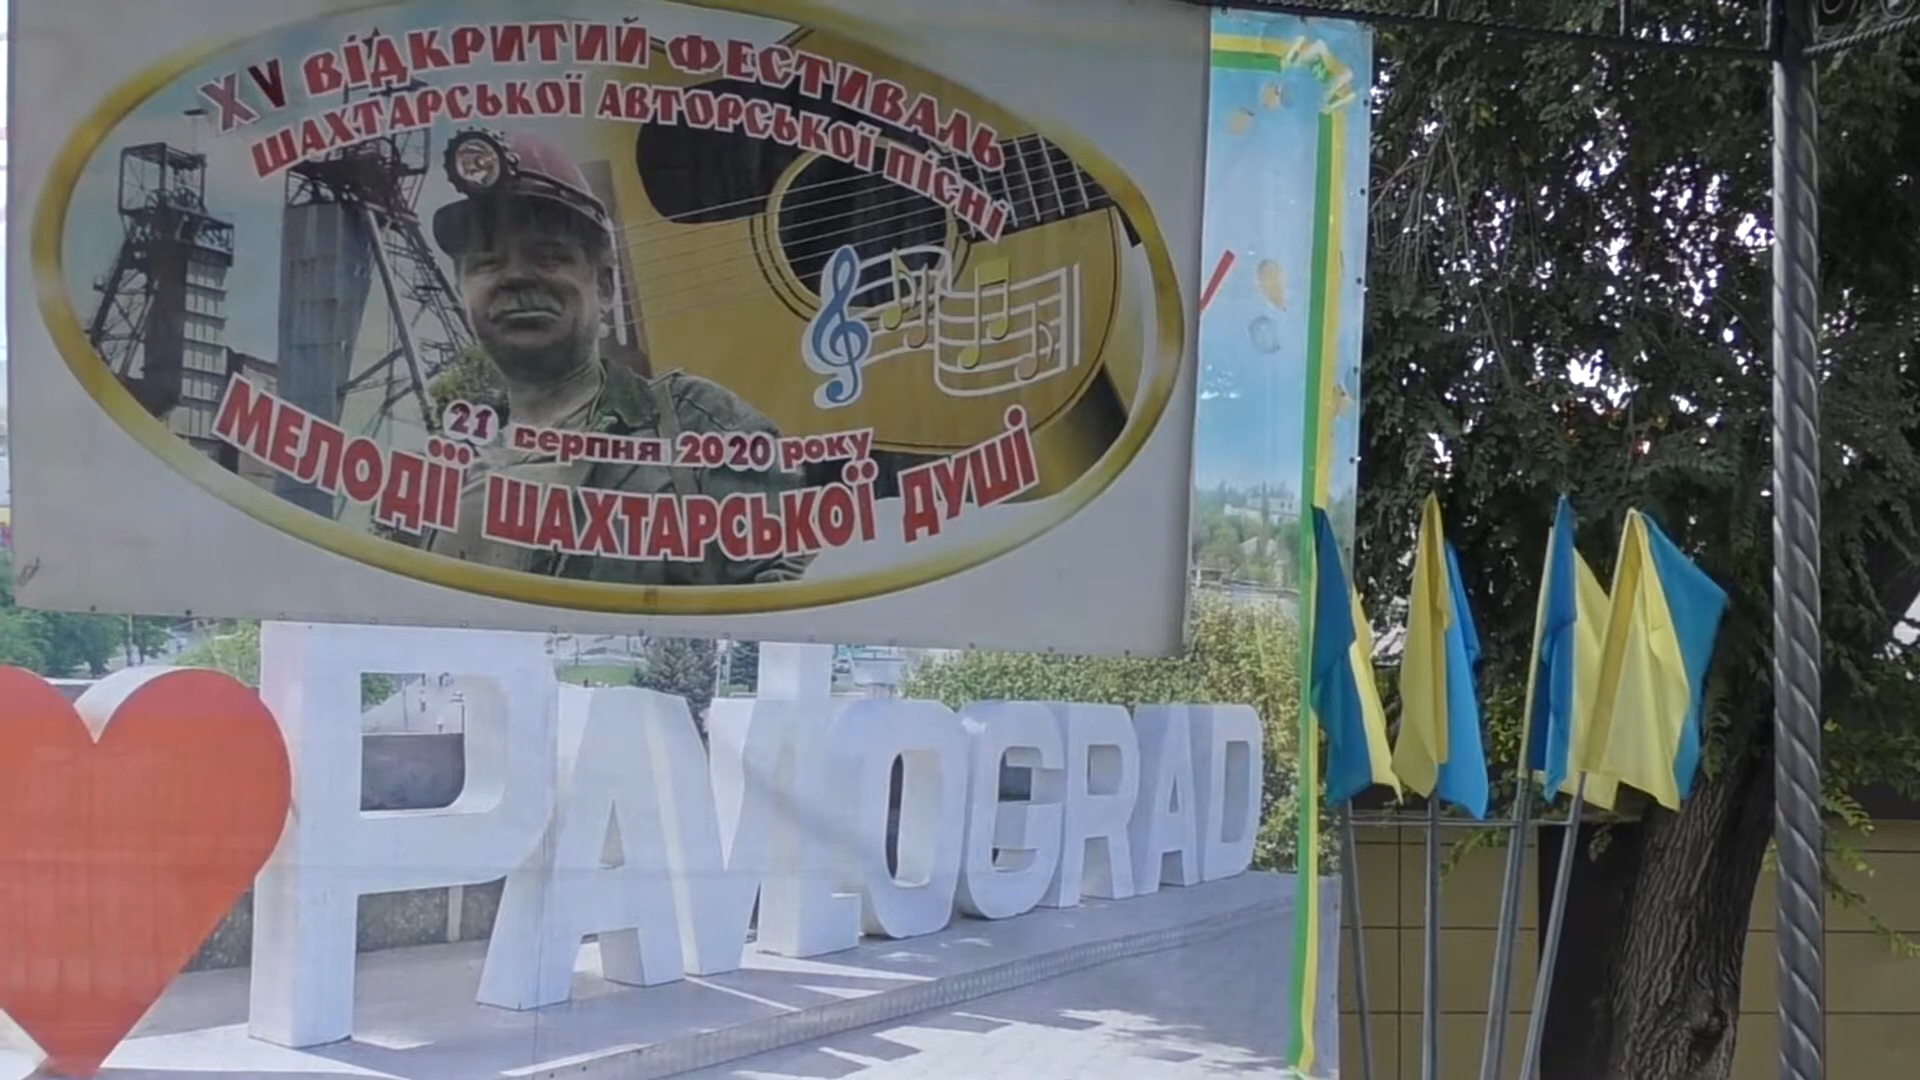 XV ВІДКРИТИЙ ФЕСТИВАЛЬ
ШАХТАРСЬКОЇ АВТОРСЬКОЇ ПІСНІ
21 серпня 2020 року
МЕЛОДІЇ ШАХТАРСЬКОЇ ДУШІ
PAVLOGRAD